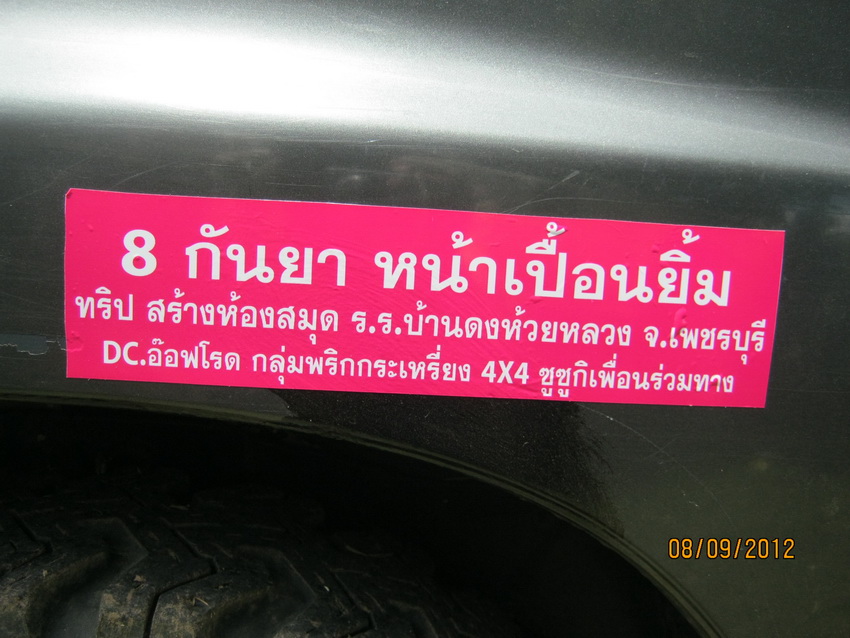 8 กันยา หน้าเปื้อนยิ้ม
ทริป สร้างห้องสมุด ร.ร.บ้านดงห้วยหลวง จ.เพชรบุรี
DC.อ๊อฟโรด กลุ่มพริกกระเหรี่ยง 4X4 ซูซูกิเพื่อนร่วมทาง
08/09/2012